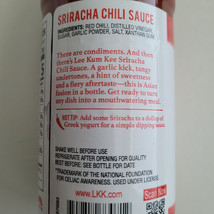 SRIRACHA CHILI SAUCE
INGREDIENTS: RED CHILI, DISTILLED VINEGAR,
SUGAR, GARLIC POWDER, SALT, XANTHAN GUM
There are condiments. And then
there's Lee Kum Kee Sriracha
Chili Sauce. A garlic kick, tangy
undertones, a hint of sweetness
and a fiery aftertaste—this is Asian
fusion in a bottle. Get ready to turn
any dish into a mouthwatering meal.
HOT TIP: Add some Sriracha to a dollop of
Greek yogurt for a simple dipping sauce.
SHAKE WELL BEFORE USE
REFRIGERATE AFTER OPENING FOR QUALITY
BEST BEFORE: SEE BOTTLE FOR DATE
TRADEMARK OF THE NATIONAL FOUNDATION
FOR CELIAC AWARENESS. USED UNDER LICENSE
www.LKK.com
Scan Now